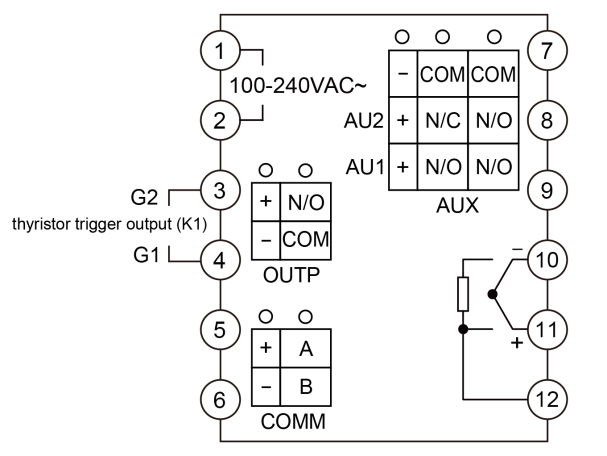 1
100-240VAC~
2
3
G2
thyristor trigger output (K1)
G1
4
5
6
− COM COM
AU2 + N/C N/O
AU1 + N/O N/O
AUX
+ N/O
− COM
OUTP
+ A
− B
COMM
7
8
9
− 10
+ 11
12